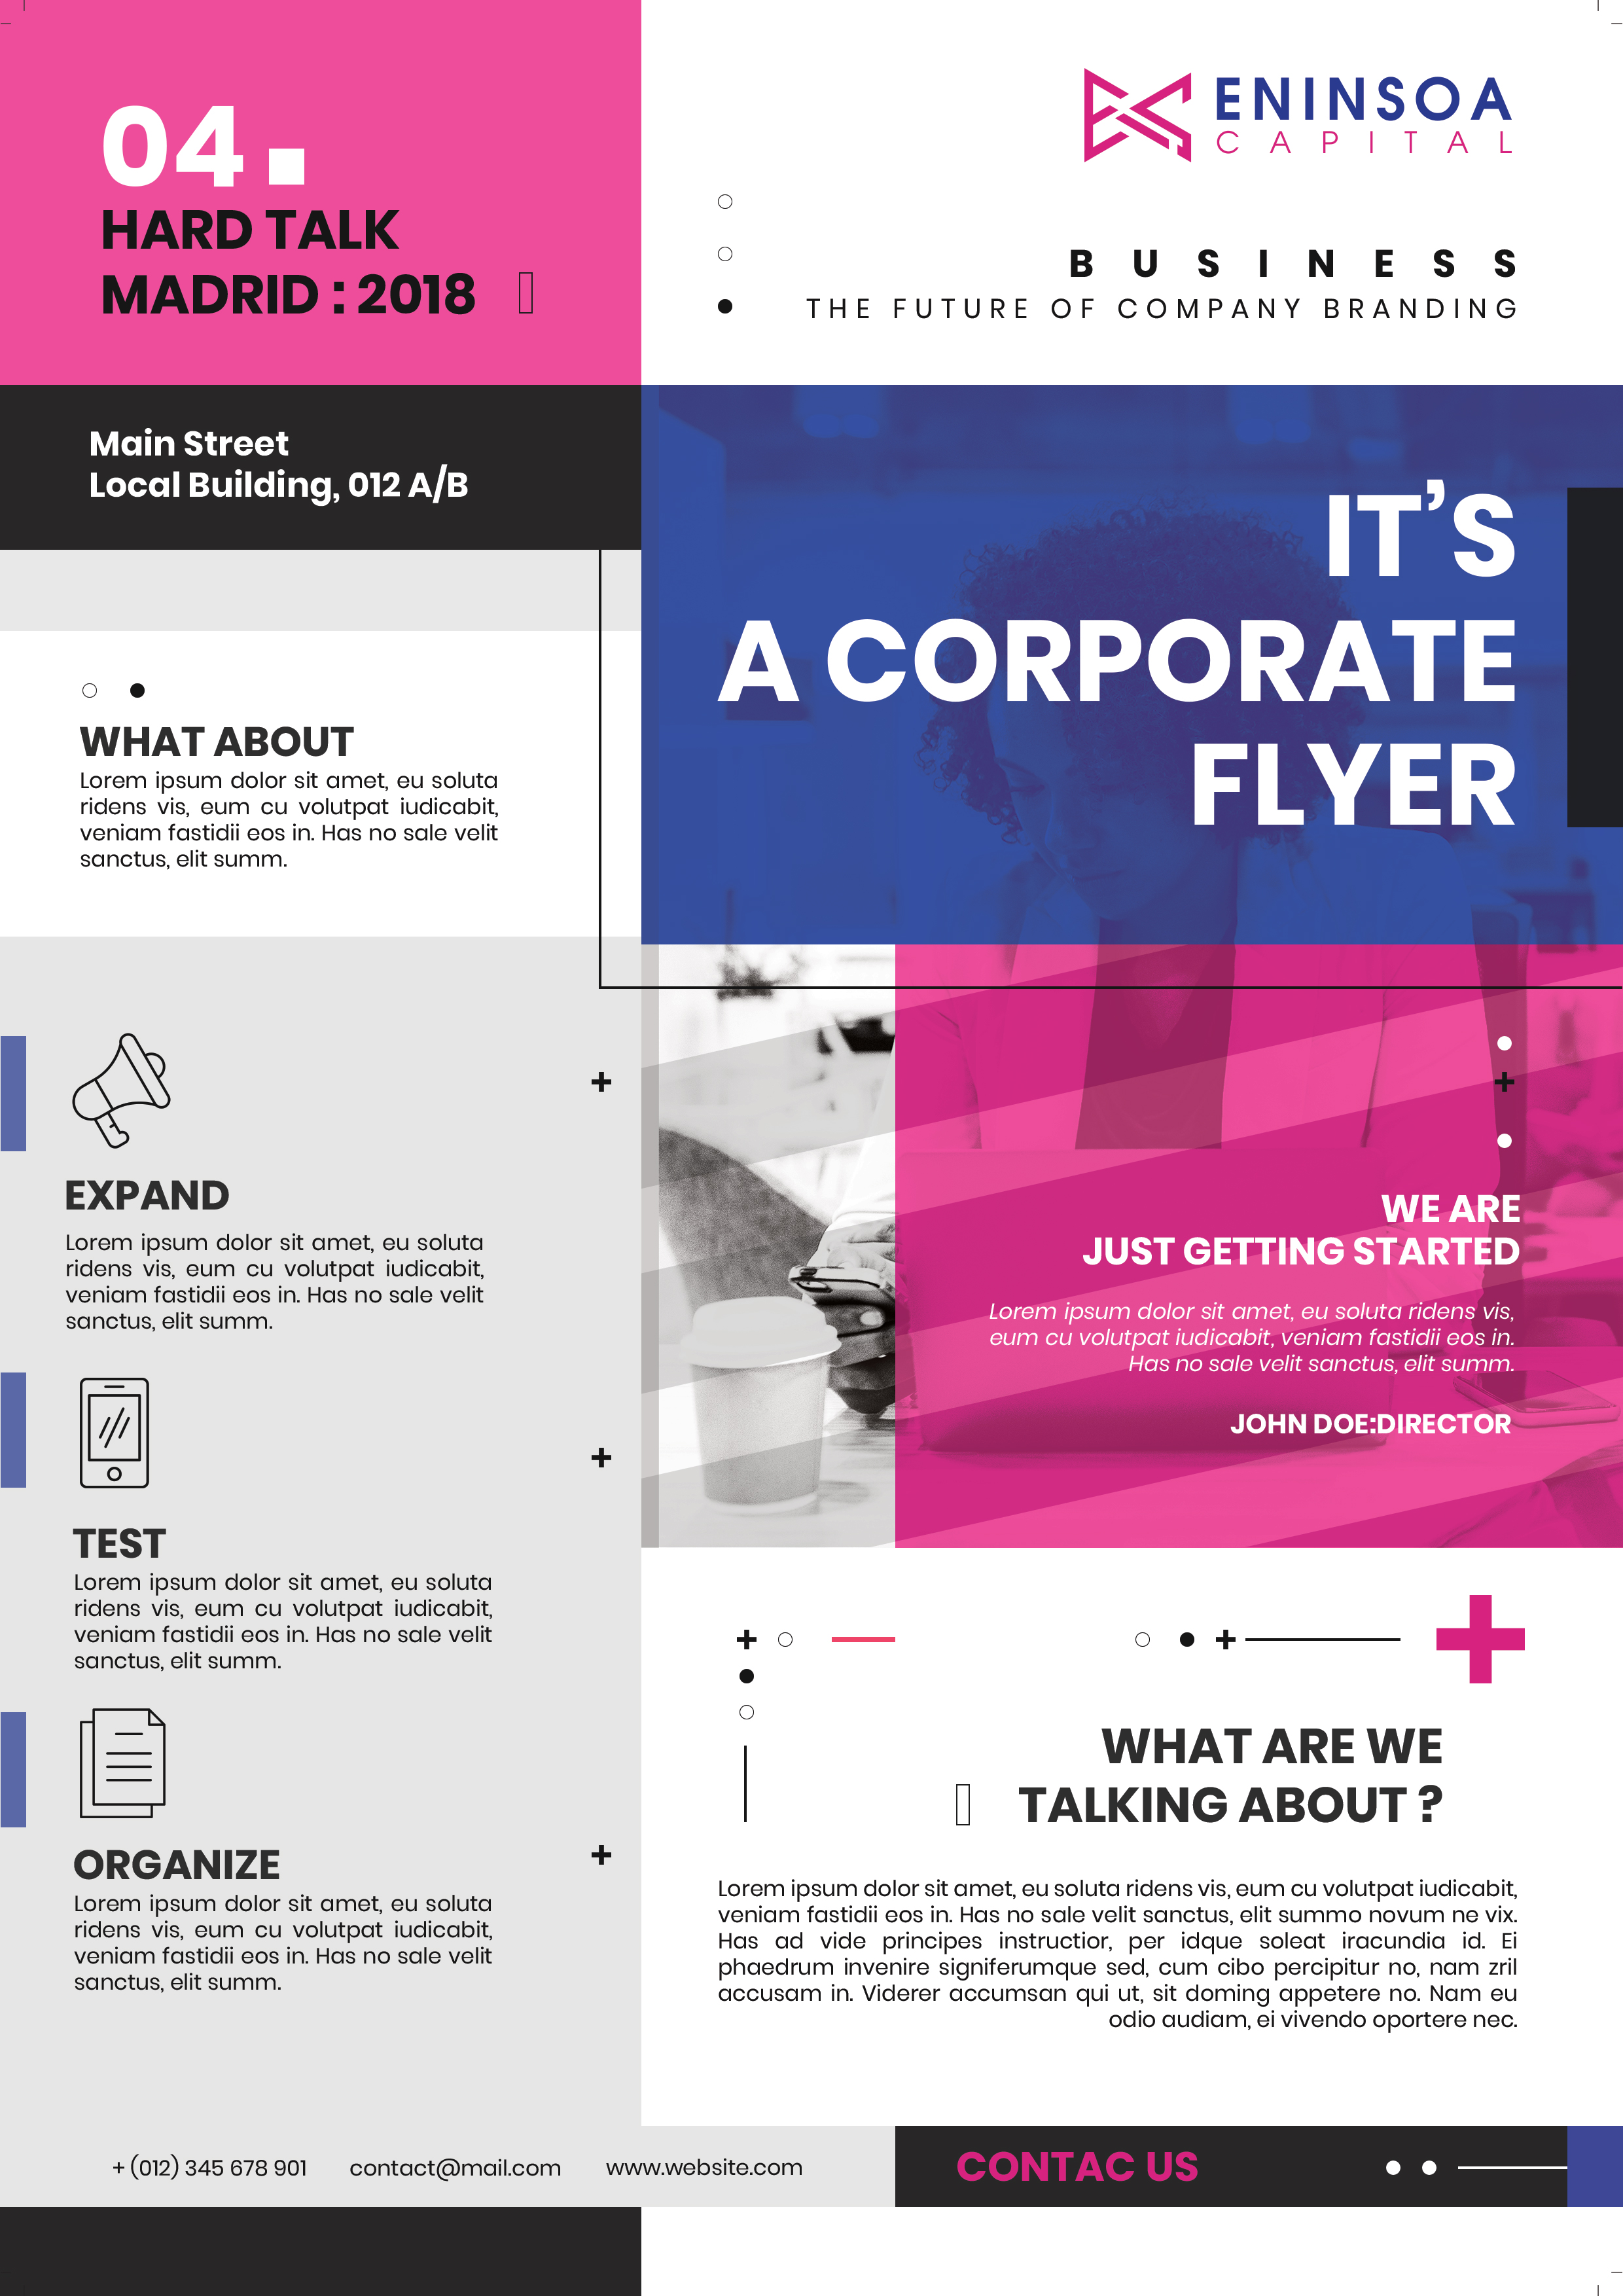 04.
HARD TALK
MADRID : 2018
ENINSOA
CAPITAL
BUSINESS
THE FUTURE OF COMPANY BRANDING
Main Street
Local Building, 012 A/B
IT’S
A CORPORATE
FLYER
WHAT ABOUT
Lorem ipsum dolor sit amet, eu soluta
ridens vis, eum cu volutpat iudicabit,
veniam fastidii eos in. Has no sale velit
sanctus, elit summ.
EXPAND
Lorem ipsum dolor sit amet, eu soluta
ridens vis, eum cu volutpat iudicabit,
veniam fastidii eos in. Has no sale velit
sanctus, elit summ.
TEST
Lorem ipsum dolor sit amet, eu soluta
ridens vis, eum cu volutpat iudicabit,
veniam fastidii eos in. Has no sale velit
sanctus, elit summ.
ORGANIZE
Lorem ipsum dolor sit amet, eu soluta
ridens vis, eum cu volutpat iudicabit,
veniam fastidii eos in. Has no sale velit
sanctus, elit summ.
WE ARE
JUST GETTING STARTED
Lorem ipsum dolor sit amet, eu soluta ridens vis,
eum cu volutpat iudicabit, veniam fastidii eos in.
Has no sale velit sanctus, elit summ.
JOHN DOE:DIRECTOR
WHAT ARE WE
TALKING ABOUT ?
Lorem ipsum dolor sit amet, eu soluta ridens vis, eum cu volutpat iudicabit,
veniam fastidii eos in. Has no sale velit sanctus, elit summo novum ne vix.
Has ad vide principes instructior, per idque soleat iracundia id. Ei
phaedrum invenire signiferumque sed, cum cibo percipitur no, nam zril
accusam in. Viderer accumsan qui ut, sit doming appetere no. Nam eu
odio audiam, ei vivendo oportere nec.
+ (012) 345 678 901
contact@mail.com
www.website.com
CONTAC US